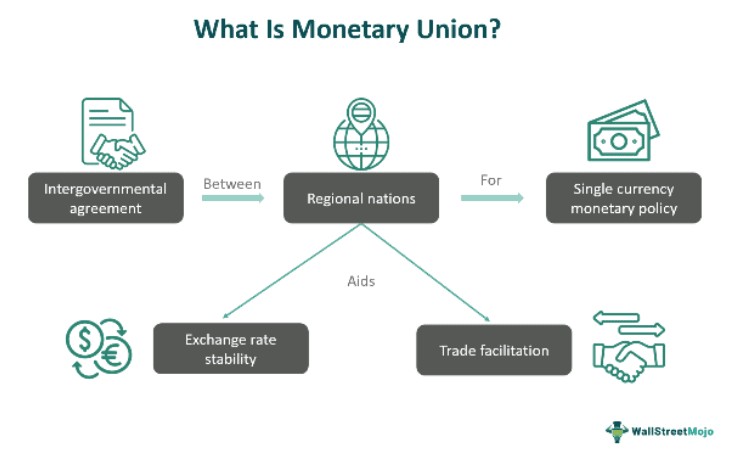 What Is Monetary Union?
Intergovernmental
agreement
Between
Regional nations
For
Single currency
monetary policy
Aids
Exchange rate
stability
Trade facilitation
$
€
WallStreetMojo